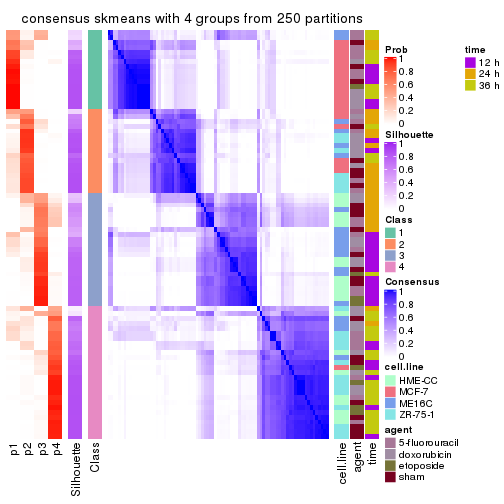 consensus skmeans with 4 groups from 250 partitions
p1
p2
p3
p4
Silhouette
Class
cell.line
agent
time
Prob
1
0.8
0.6
0.4
0.2
0
Silhouette
1
0.8
0.6
0.4
0.2
0
Class
1
2
3
4
Consensus
1
0.8
0.6
0.4
0.2
0
cell.line
HME-CC
MCF-7
ME16C
ZR-75-1
agent
5-fluorouracil
doxorubicin
etoposide
sham
time
12 h
24 h
36 h